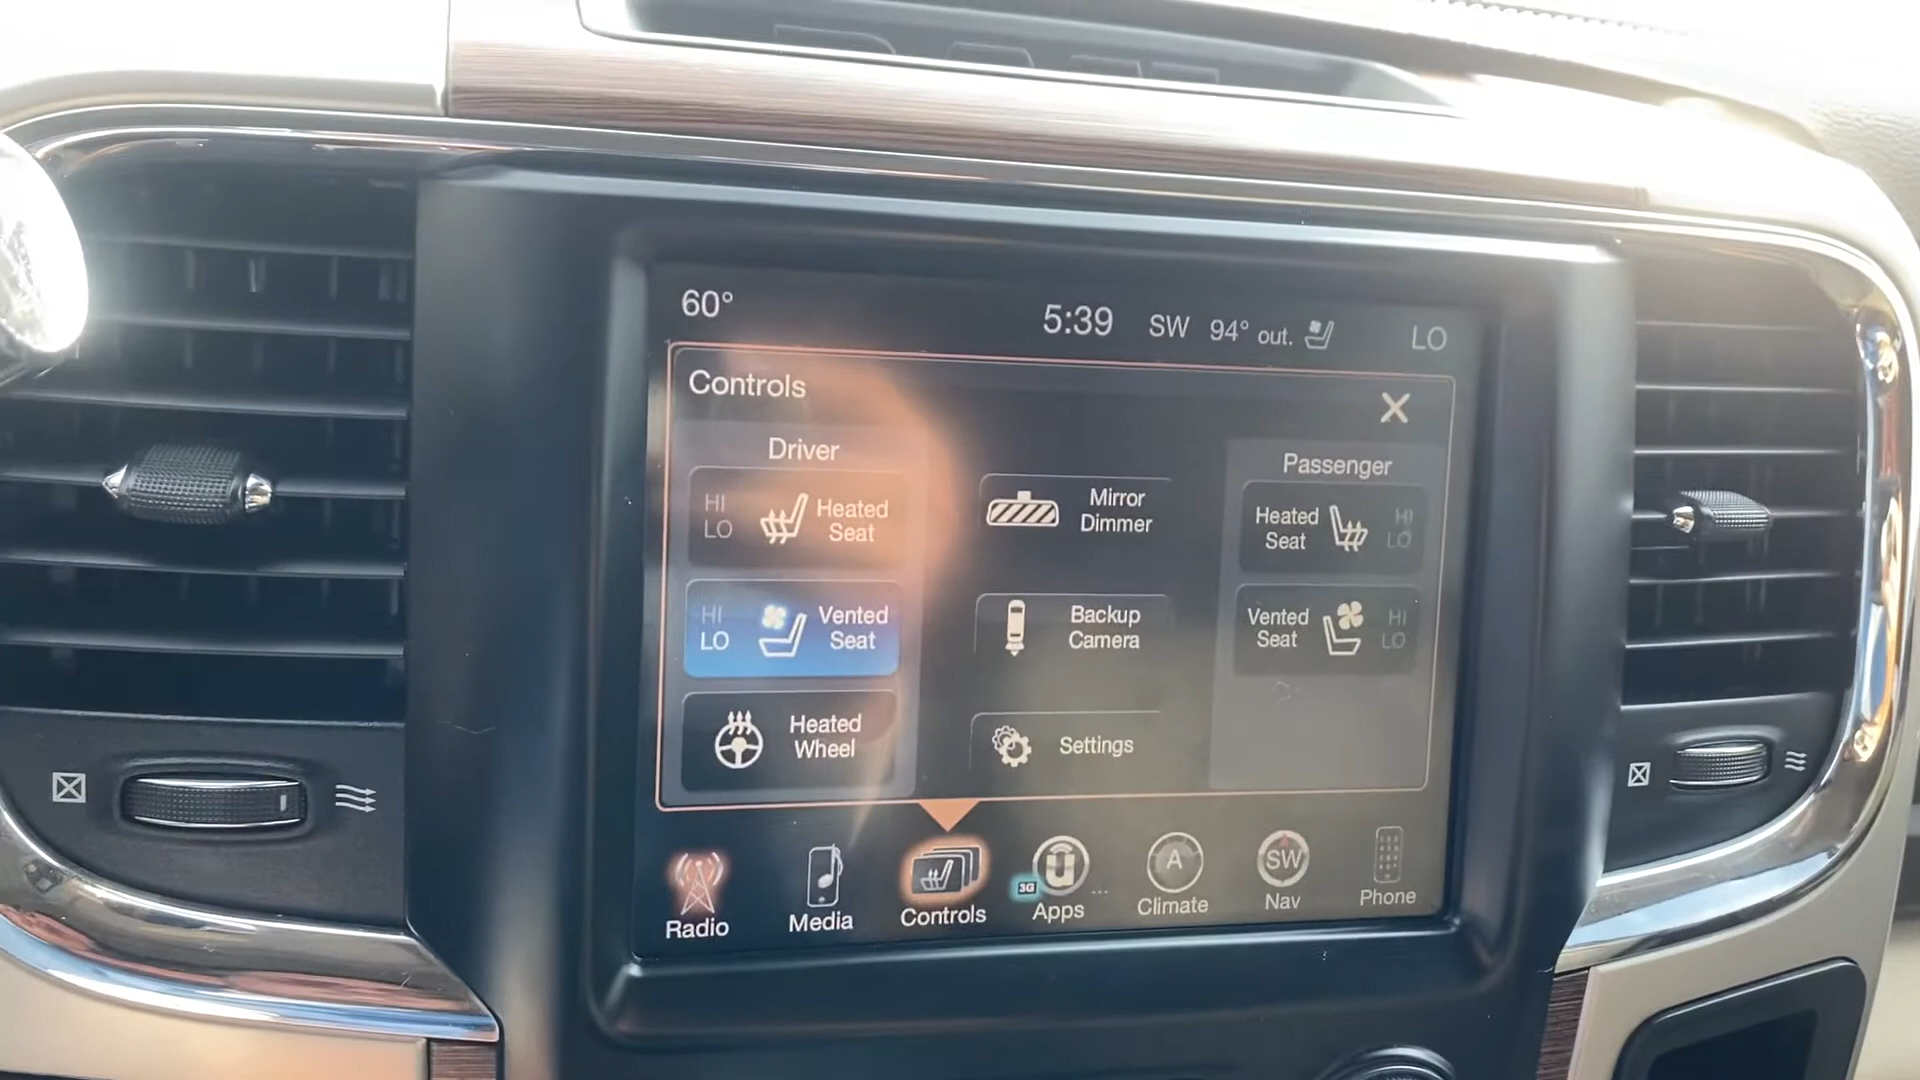 60°
5:39 SW 94° out. LO
Controls
Driver
HI
LO
Heated
Seat
HI
LO
Vented
Seat
Heated
Wheel
Mirror
Dimmer
Backup
Camera
Settings
Passenger
Heated
Seat
HI
LO
Vented
Seat
HI
LO
Radio
Media
Controls
3G
Apps
A
Climate
SW
Nav
Phone